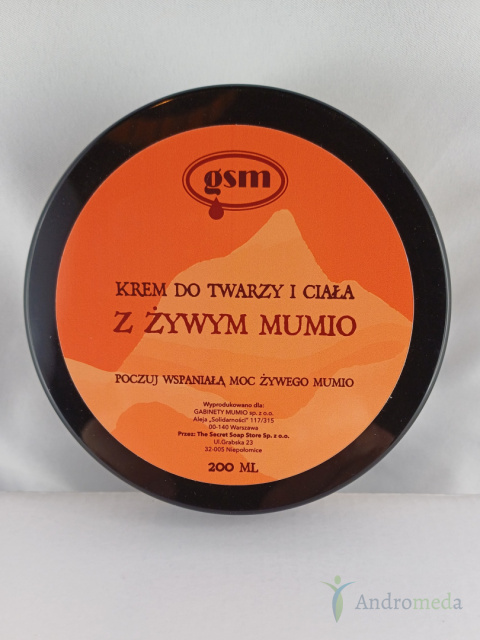 gsm
KREM DO TWARZY I CIAŁA
Z ŻYWYM MUMIO
POCZUJ WSPANIAŁĄ MOC ŻYWEGO MUMIO
Wyprodukowano dla:
GABINETY MUMIO sp. z o.o.
Aleja „Solidarności" 117/315
00-140 Warszawa
Przez: The Secret Soap Store Sp. z o.o.
Ul.Grabska 23
32-005 Niepołomice
200 ML
Andromeda